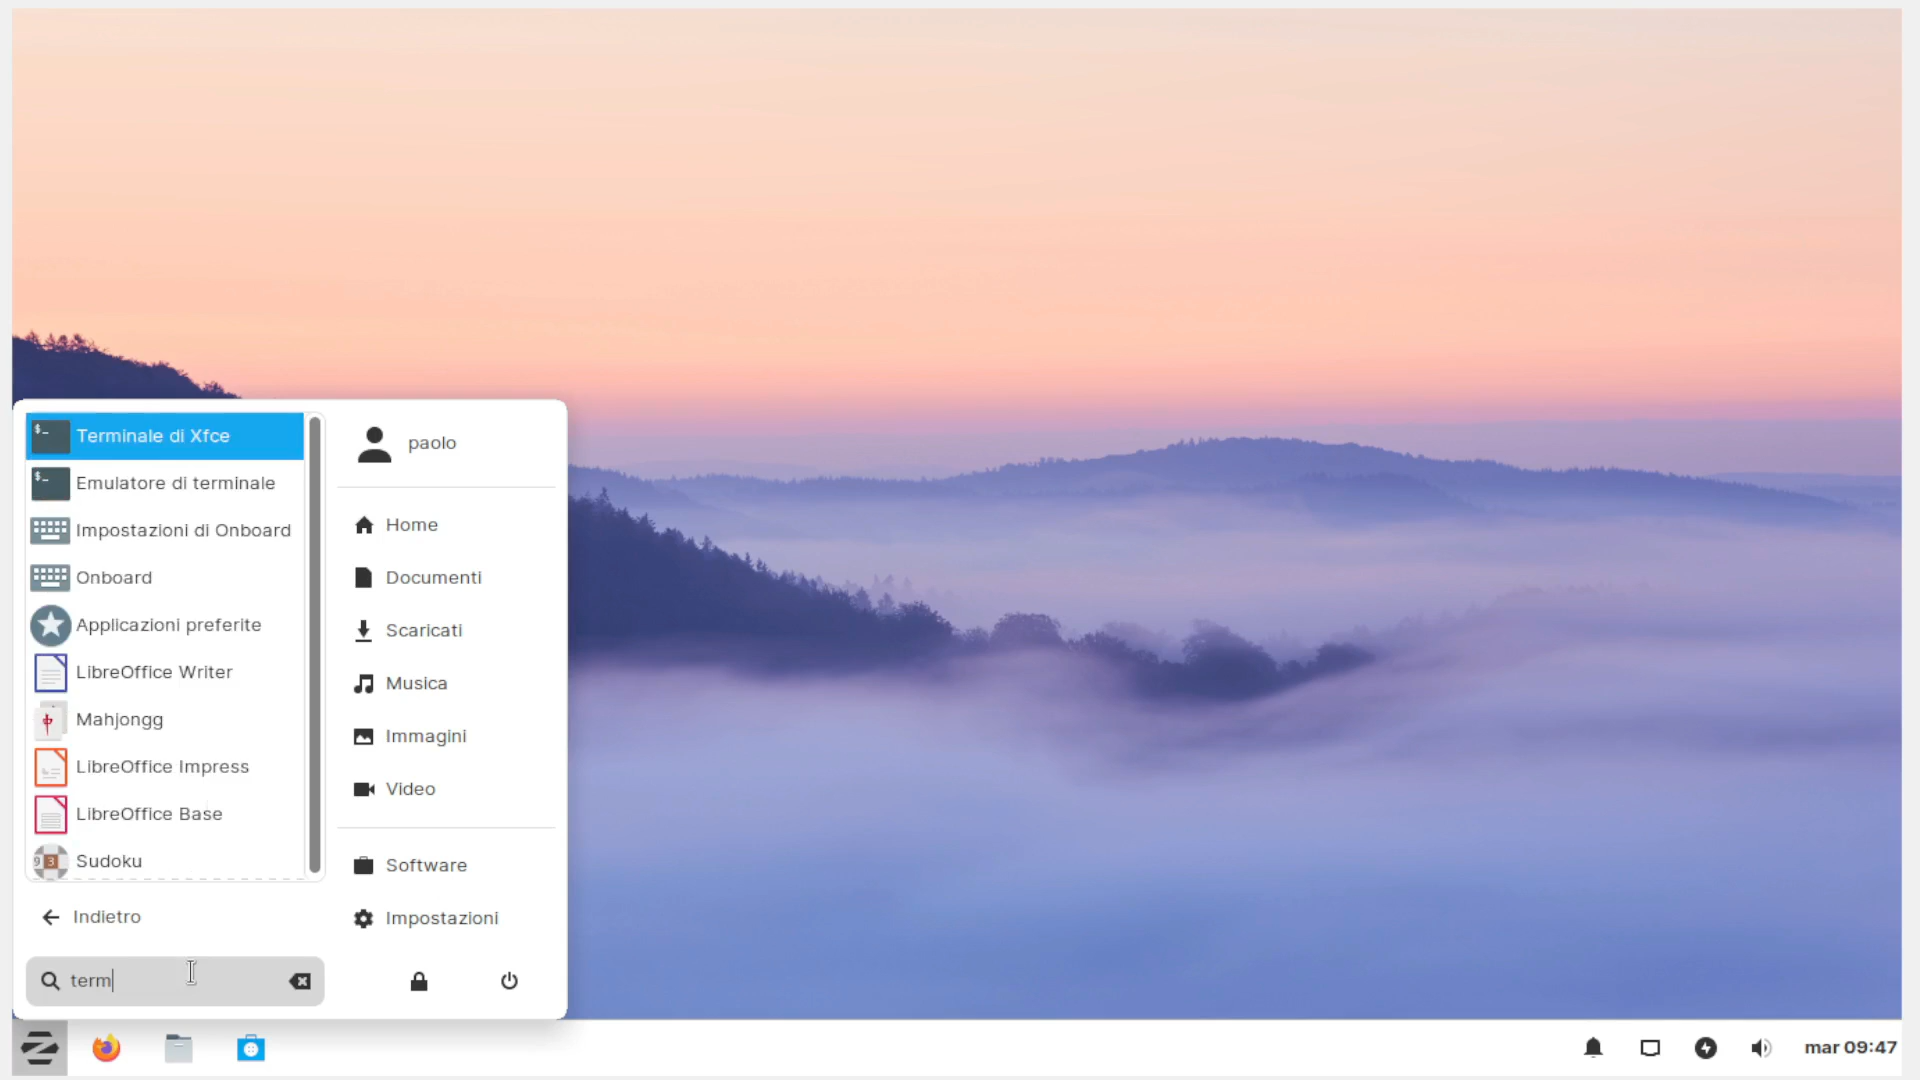 Terminale di Xfce
Emulatore di terminale
Impostazioni di Onboard
Onboard
Applicazioni preferite
LibreOffice Writer
Mahjongg
LibreOffice Impress
LibreOffice Base
Sudoku
Indietro
term
paolo
Home
Documenti
Scaricati
Musica
Immagini
Video
Software
Impostazioni
mar 09:47